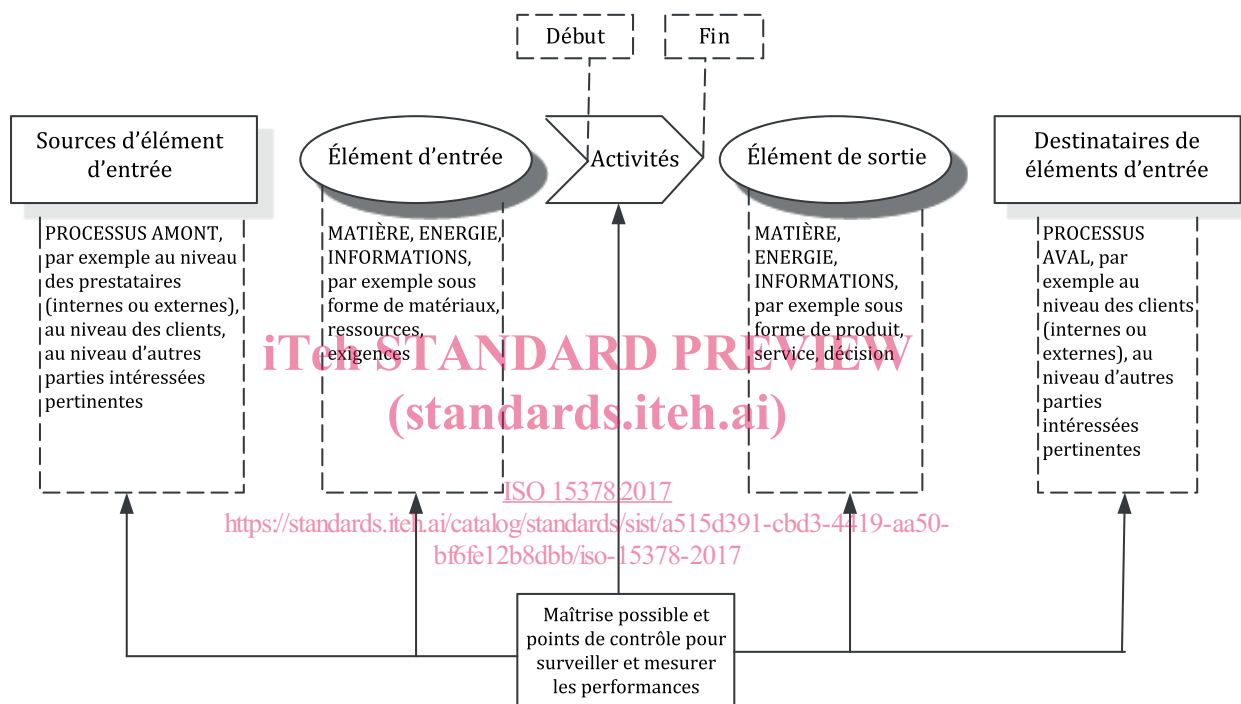 Début
Fin
Sources d'élément
d'entrée
Élément d'entrée
Activités
Élément de sortie
Destinataires de
éléments d'entrée
PROCESSUS AMONT,
par exemple au niveau
des prestataires
(internes ou externes),
au niveau des clients,
au niveau d'autres
parties intéressées
pertinentes
MATIÈRE, ENERGIE,
INFORMATIONS,
par exemple sous
forme de matériaux,
ressources,
exigences
MATIÈRE,
ENERGIE,
INFORMATIONS,
par exemple sous
forme de produit,
service, décision
PROCESSUS
AVAL, par
exemple au
niveau des clients
(internes ou
externes), au
niveau d'autres
parties
intéressées
pertinentes
iTeh STANDARD PREVIEW
(standards.iteh.ai)
ISO 15378:2017
https://standards.iteh.ai/catalog/standards/sist/a515d391-cbd3-4419-aa50-
bf6fe12b8dbb/iso-15378-2017
Maîtrise possible et
points de contrôle pour
surveiller et mesurer
les performances